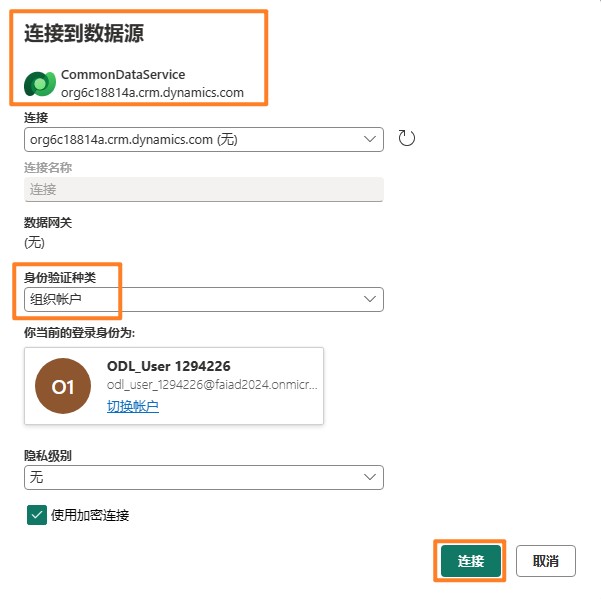 连接到数据源
CommonDataService
org6c18814a.crm.dynamics.com
连接
org6c18814a.crm.dynamics.com (无)
连接名称
连接
数据网关
(无)
身份验证种类
组织帐户
你当前的登录身份为:
O1
ODL_User 1294226
odl_user_1294226@faiad2024.onmicr...
切换帐户
隐私级别
无
使用加密连接
连接
取消